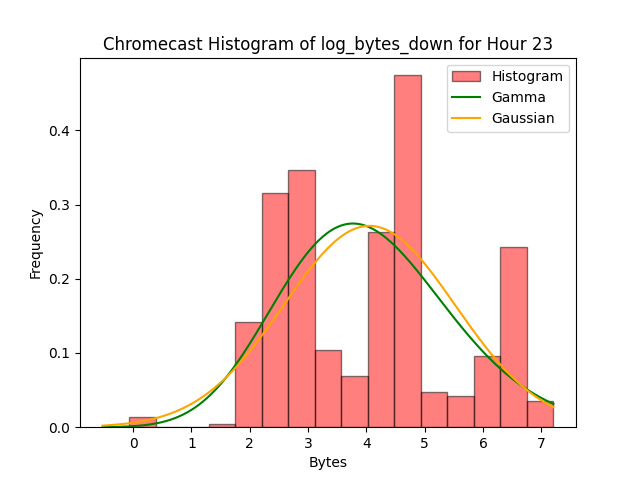 Chromecast Histogram of log_bytes_down for Hour 23
Histogram
Gamma
Gaussian
Frequency
0.4
0.3
0.2
0.1
0.0
0 1 2 3 4 5 6 7
Bytes